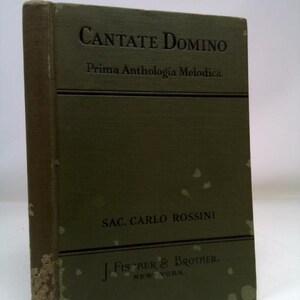 CANTATE DOMINO
Prima Anthologia Melodica
SAC. CARLO ROSSINI
J. FISCHER & BROTHER.
NEW YORK.